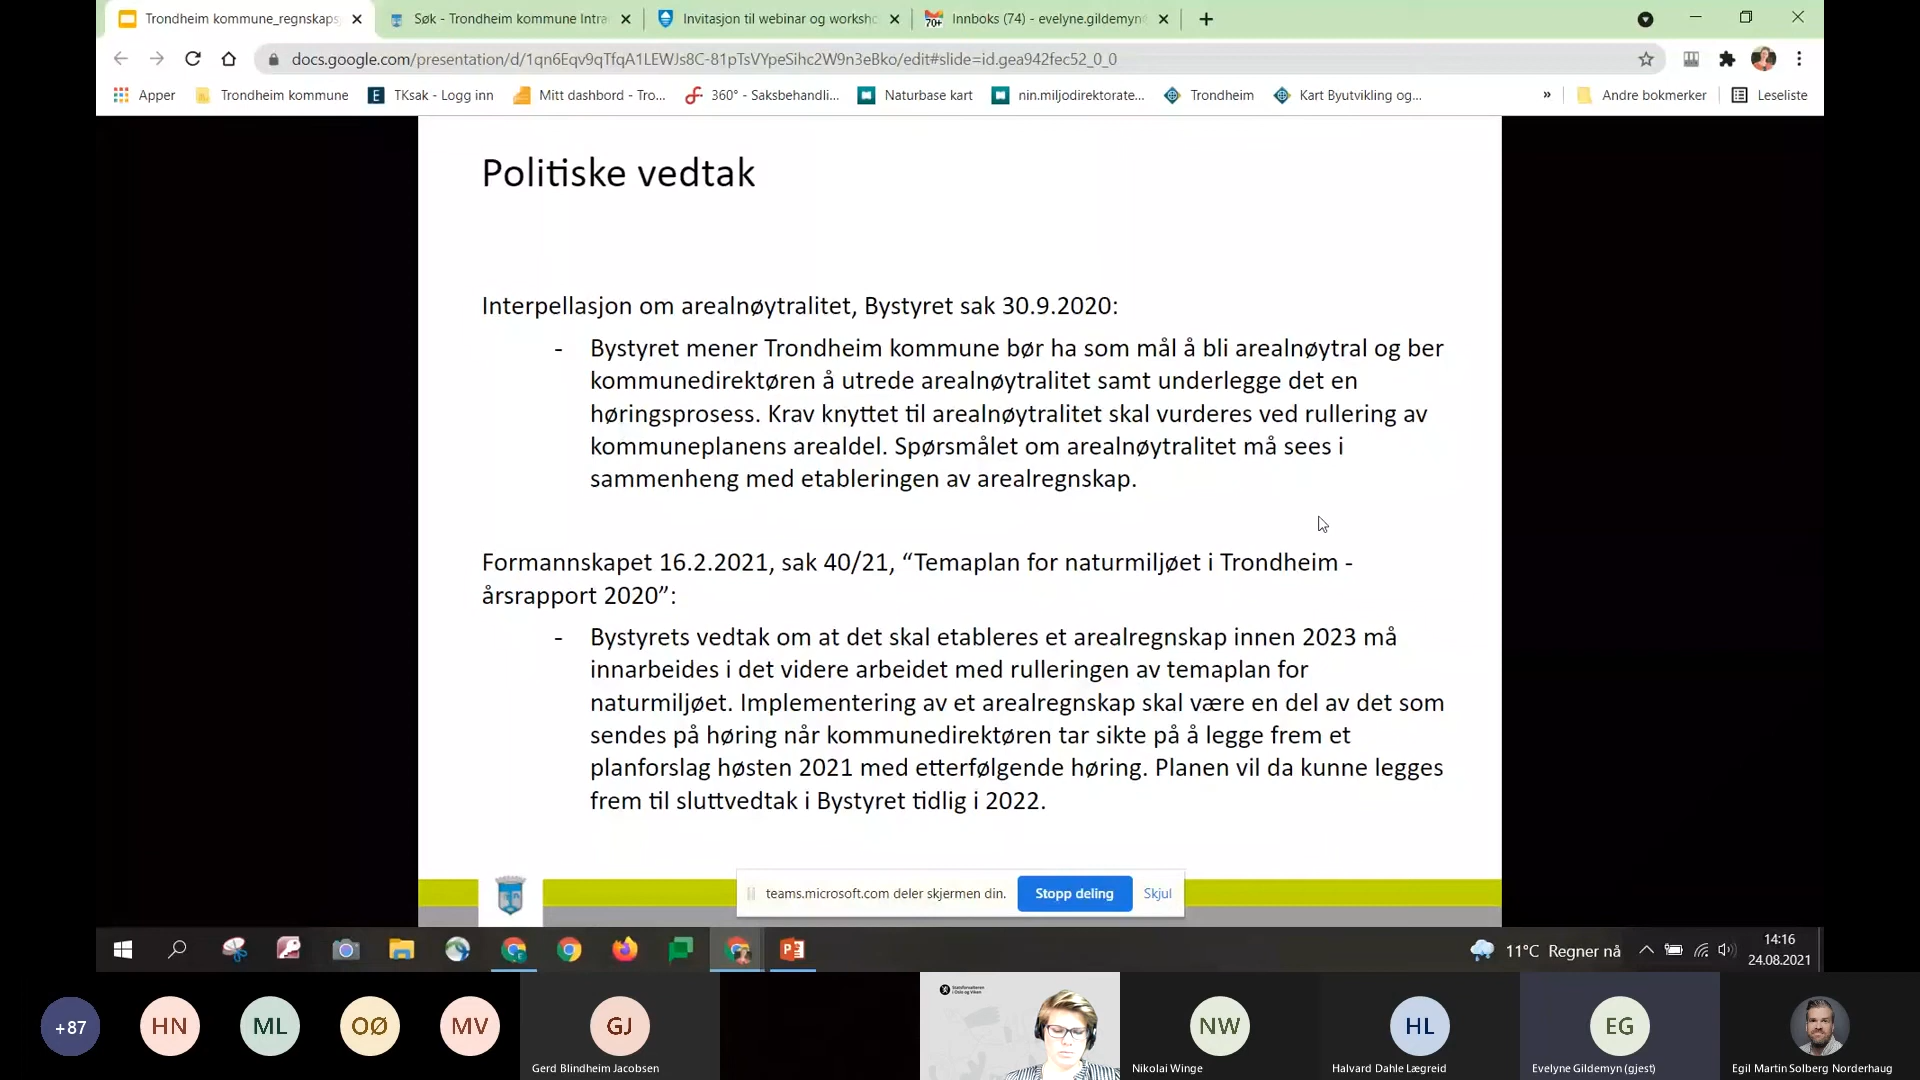 Trondheim kommune_regnskaps
Søk - Trondheim kommune Intra
Invitasjon til webinar og worksh
Innboks (74) - evelyne.gildemyn
docs.google.com/presentation/d/1qn6Eqv9qTfqA1LEWJs8C-81pTsVYpeSihc2W9n3eBko/edit#slide=id.gea942fec52_0_0
Apper
Trondheim kommune
TKsak - Logg inn
Mitt dashbord - Tro...
360° - Saksbehandli...
Naturbase kart
nin.miljodirektorate...
Trondheim
Kart Byutvikling og...
»
Andre bokmerker
Leseliste
Politiske vedtak
Interpellasjon om arealnøytralitet, Bystyret sak 30.9.2020:
- Bystyret mener Trondheim kommune bør ha som mål å bli arealnøytral og ber
kommunedirektøren å utrede arealnøytralitet samt underlegge det en
høringsprosess. Krav knyttet til arealnøytralitet skal vurderes ved rullering av
kommuneplanens arealdel. Spørsmålet om arealnøytralitet må sees i
sammenheng med etableringen av arealregnskap.
Formannskapet 16.2.2021, sak 40/21, “Temaplan for naturmiljøet i Trondheim -
årsrapport 2020”:
- Bystyrets vedtak om at det skal etableres et arealregnskap innen 2023 må
innarbeides i det videre arbeidet med rulleringen av temaplan for
naturmiljøet. Implementering av et arealregnskap skal være en del av det som
sendes på høring når kommunedirektøren tar sikte på å legge frem et
planforslag høsten 2021 med etterfølgende høring. Planen vil da kunne legges
frem til sluttvedtak i Bystyret tidlig i 2022.
teams.microsoft.com deler skjermen din.
Stopp deling
Skjul
11°C Regner nå
14:16
24.08.2021
+87
HN
ML
OØ
MV
GJ
Gerd Blindheim Jacobsen
Statsforvalteren
i Oslo og Viken
NW
Nikolai Winge
HL
Halvard Dahle Lægreid
EG
Evelyne Gildemyn (gjest)
Egil Martin Solberg Norderhaug